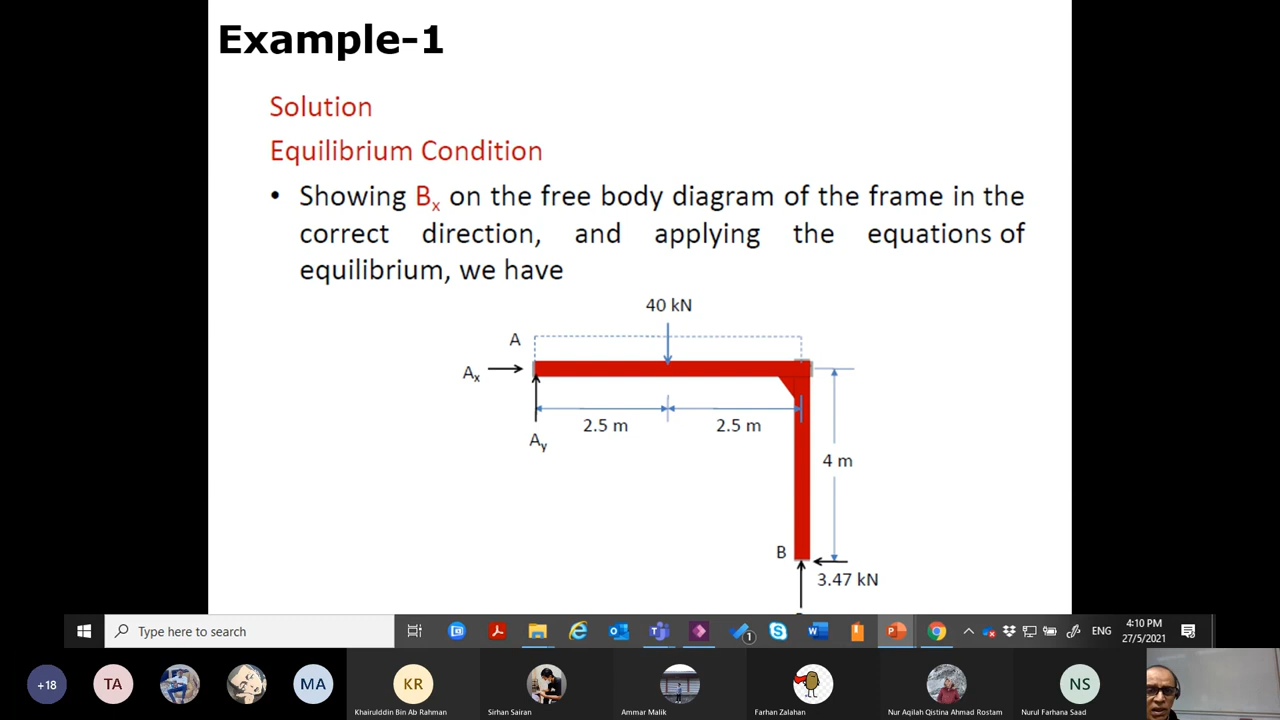 Example-1
Solution
Equilibrium Condition
• Showing Bx on the free body diagram of the frame in the
correct direction, and applying the equations of
equilibrium, we have
40 kN
A
Ax
2.5 m 2.5 m
Ay
4 m
B
3.47 kN
Type here to search
1
ENG
4:10 PM
27/5/2021
+18
TA
MA
KR
NS
Khairulddin Bin Ab Rahman
Sirhan Sairan
Ammar Malik
Farhan Zalahan
Nur Aqilah Qistina Ahmad Rostam
Nurul Farhana Saad